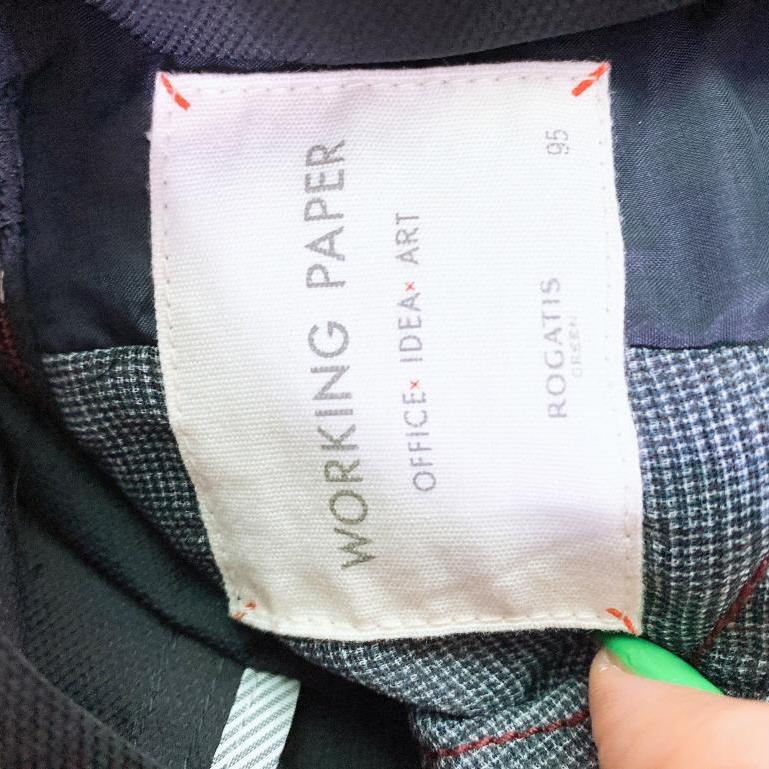 WORKING PAPER
OFFICE× IDEA× ART
95
ROGATIS
GREEN